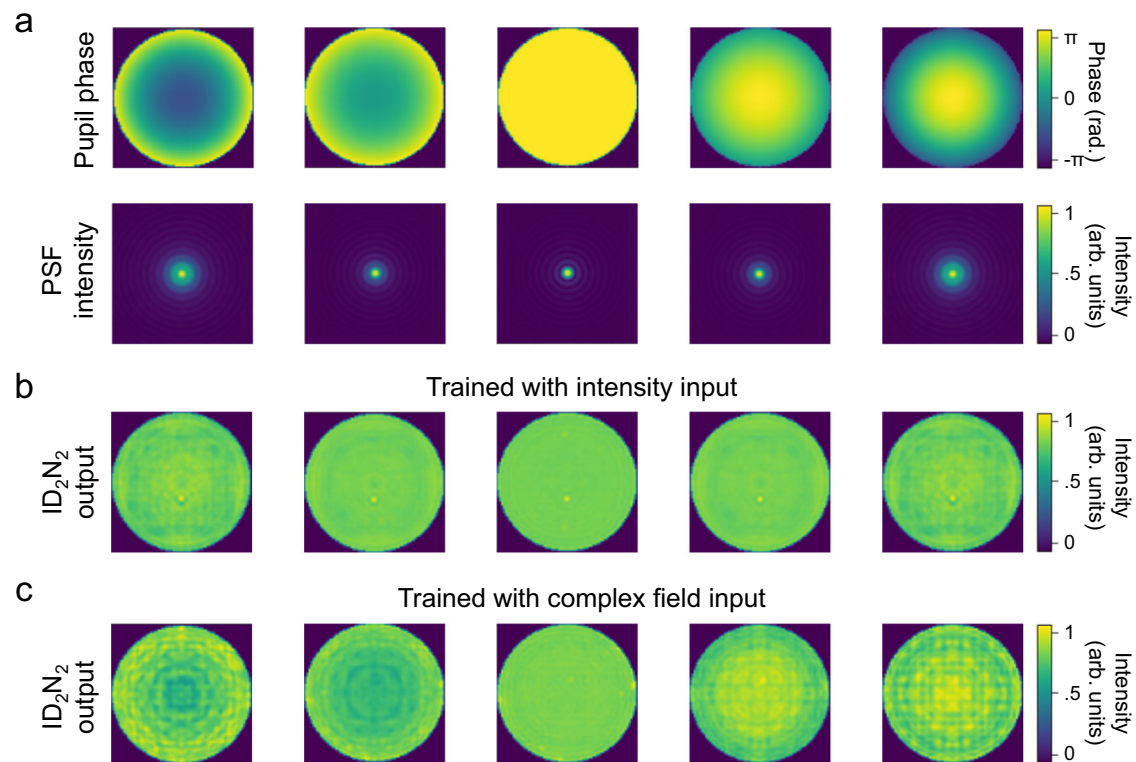 a
Pupil phase
π
0
-π
Phase (rad.)
PSF
intensity
1
.5
0
Intensity
(arb. units)
b
Trained with intensity input
ID₂N₂
output
1
.5
0
Intensity
(arb. units)
c
Trained with complex field input
ID₂N₂
output
1
.5
0
Intensity
(arb. units)